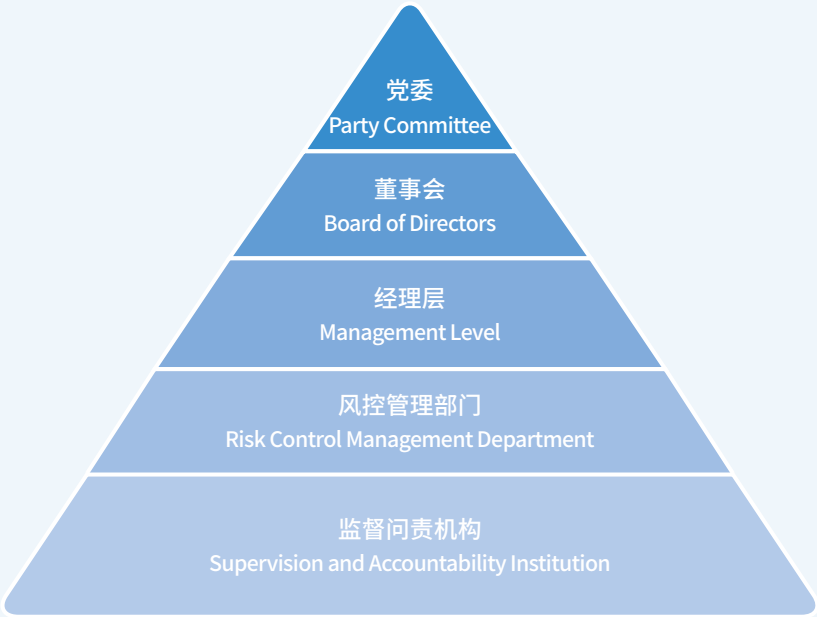 党委
Party Committee
董事会
Board of Directors
经理层
Management Level
风控管理部门
Risk Control Management Department
监督问责机构
Supervision and Accountability Institution